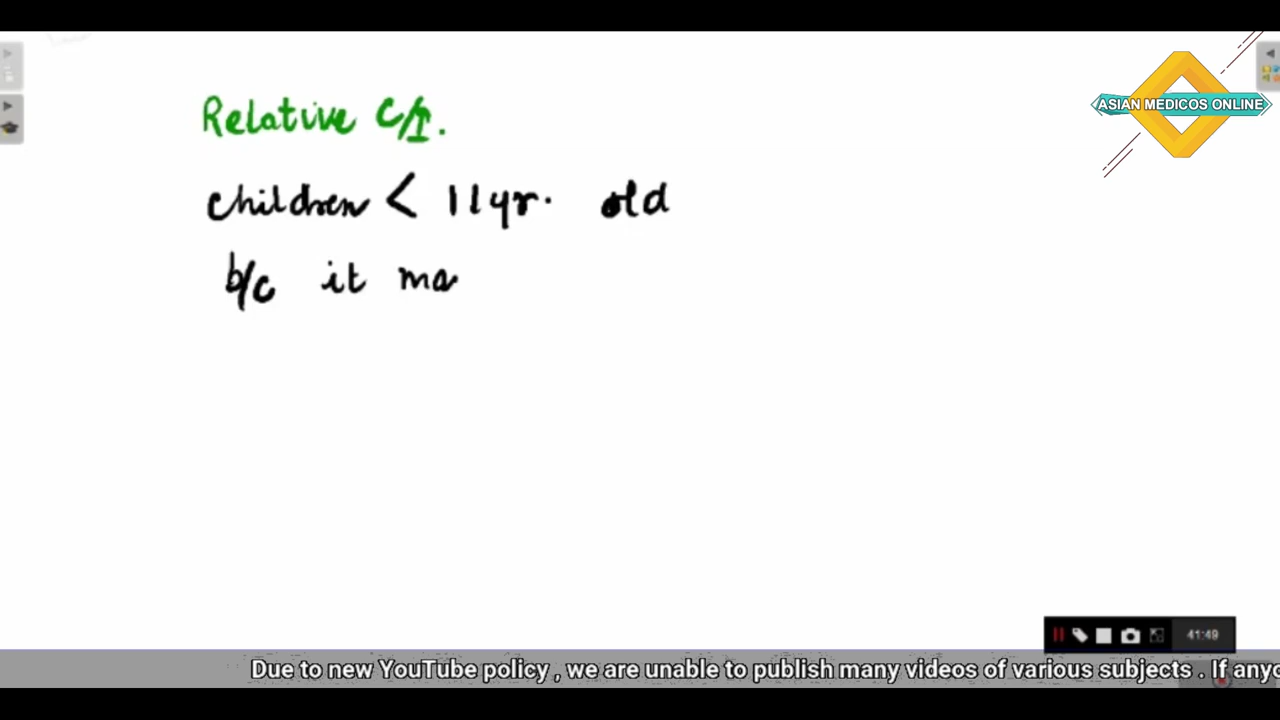 ASIAN MEDICOS ONLINE
Relative C/I.
children < 11yr. old
b/c it ma
41:49
Due to new YouTube policy , we are unable to publish many videos of various subjects . If anyo